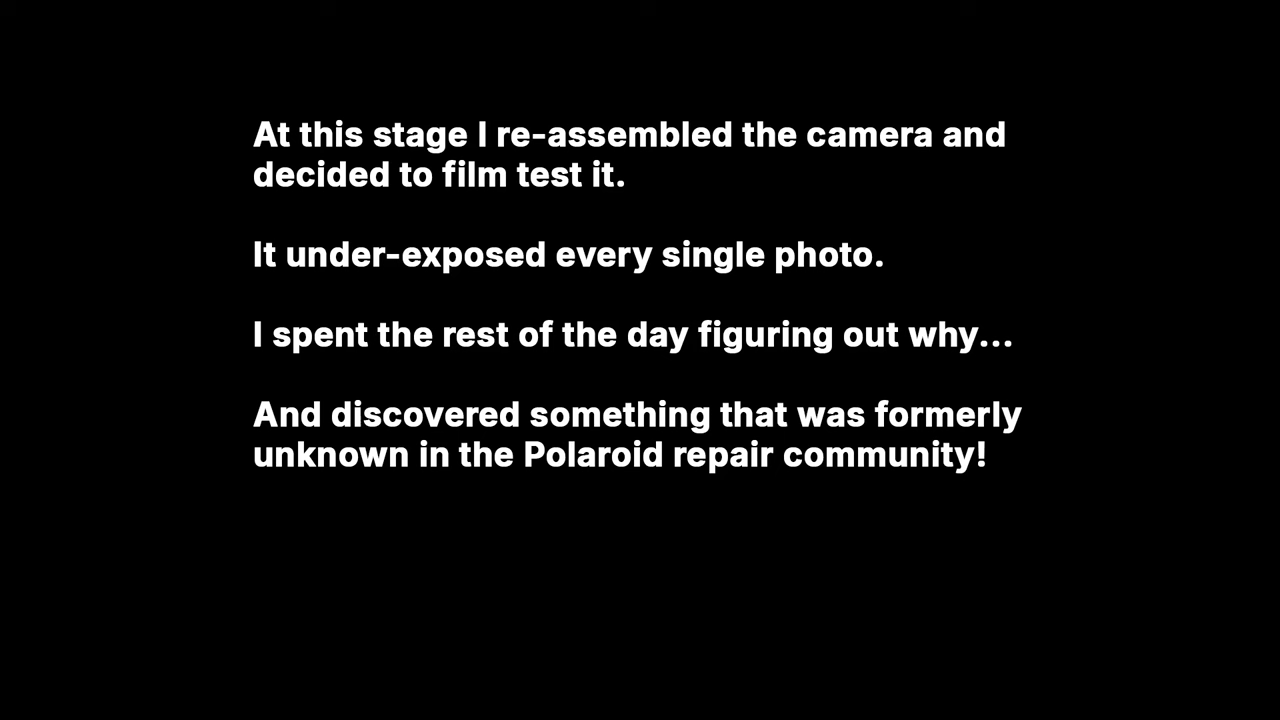 At this stage I re-assembled the camera and
decided to film test it.
It under-exposed every single photo.
I spent the rest of the day figuring out why...
And discovered something that was formerly
unknown in the Polaroid repair community!